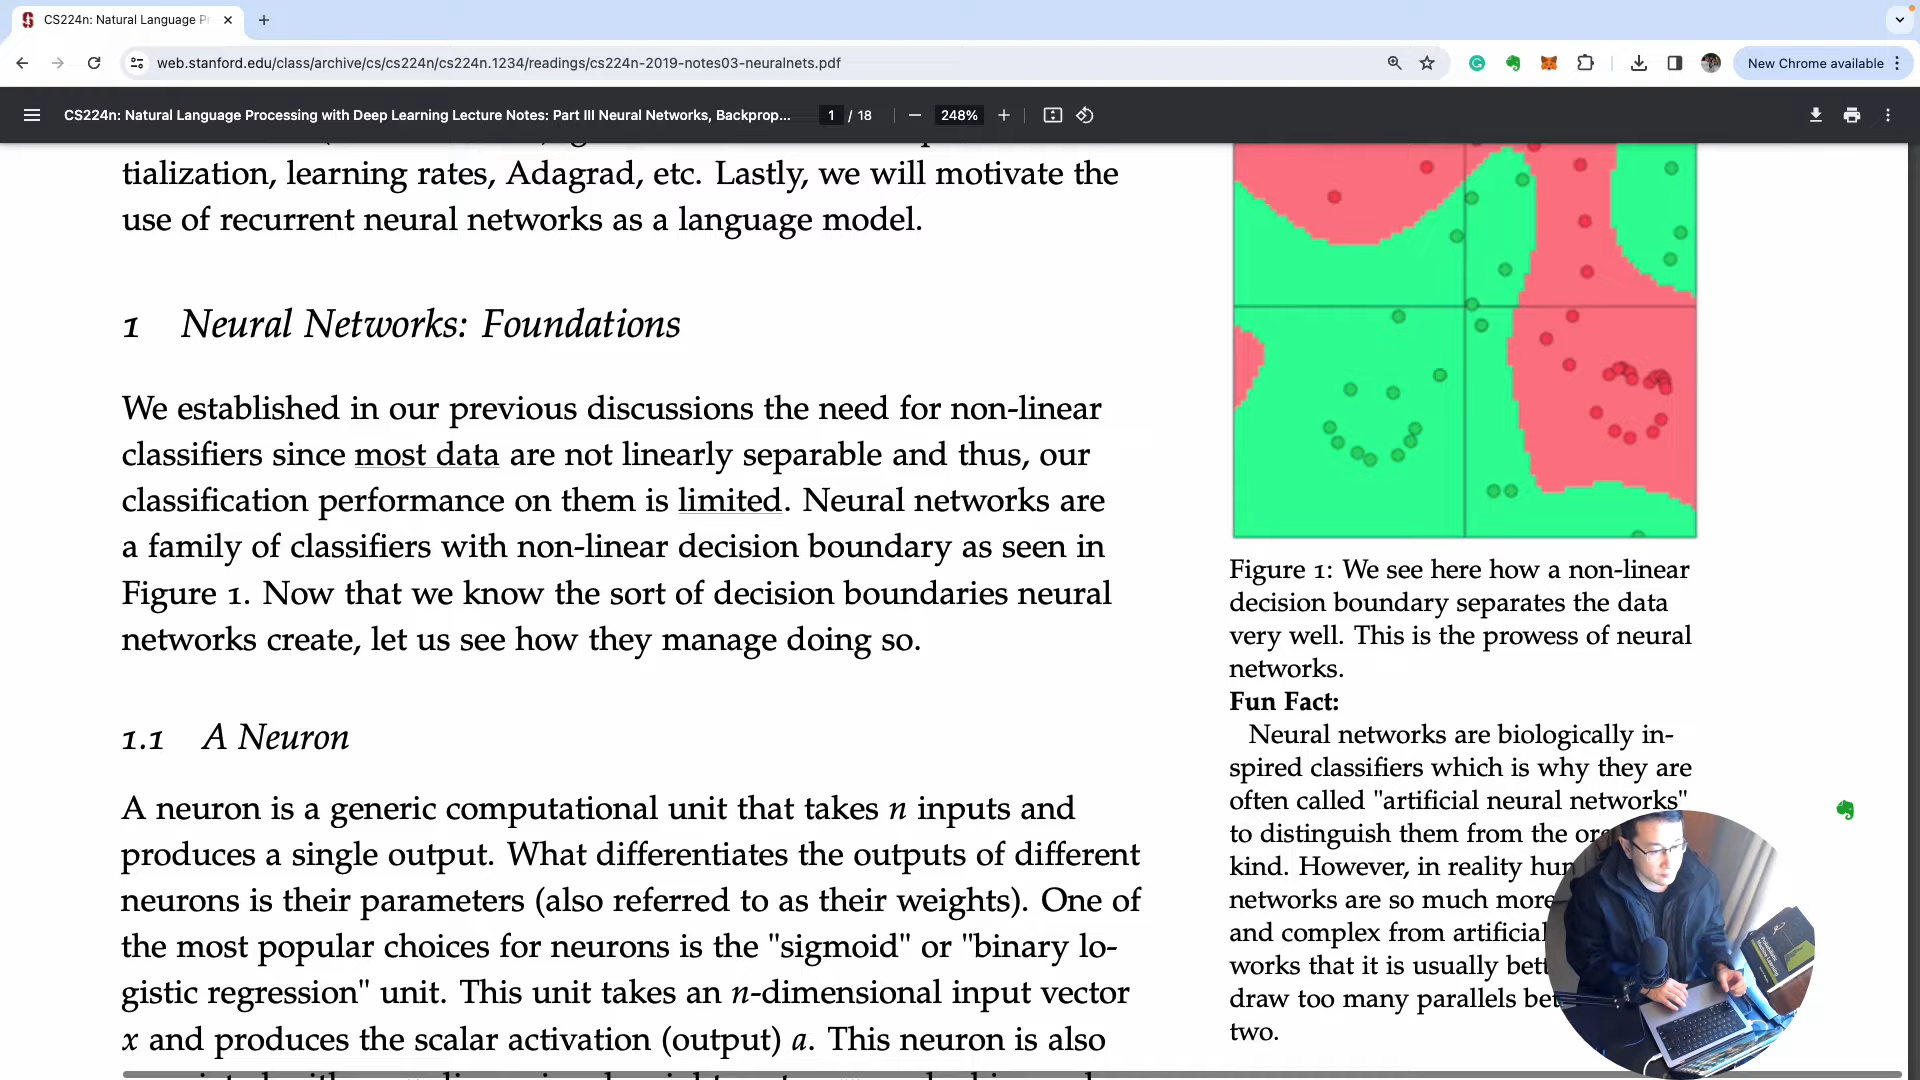 CS224n: Natural Language Pr
web.stanford.edu/class/archive/cs/cs224n/cs224n.1234/readings/cs224n-2019-notes03-neuralnets.pdf
New Chrome available
CS224n: Natural Language Processing with Deep Learning Lecture Notes: Part III Neural Networks, Backprop...
1 / 18
248%
tialization, learning rates, Adagrad, etc. Lastly, we will motivate the
use of recurrent neural networks as a language model.
1 Neural Networks: Foundations
We established in our previous discussions the need for non-linear
classifiers since most data are not linearly separable and thus, our
classification performance on them is limited. Neural networks are
a family of classifiers with non-linear decision boundary as seen in
Figure 1. Now that we know the sort of decision boundaries neural
networks create, let us see how they manage doing so.
1.1 A Neuron
A neuron is a generic computational unit that takes n inputs and
produces a single output. What differentiates the outputs of different
neurons is their parameters (also referred to as their weights). One of
the most popular choices for neurons is the "sigmoid" or "binary lo-
gistic regression" unit. This unit takes an n-dimensional input vector
x and produces the scalar activation (output) a. This neuron is also
Figure 1: We see here how a non-linear
decision boundary separates the data
very well. This is the prowess of neural
networks.
Fun Fact:
Neural networks are biologically in-
spired classifiers which is why they are
often called "artificial neural networks"
to distinguish them from the or
kind. However, in reality hu
networks are so much more
and complex from artificial
works that it is usually bett
draw too many parallels bet
two.